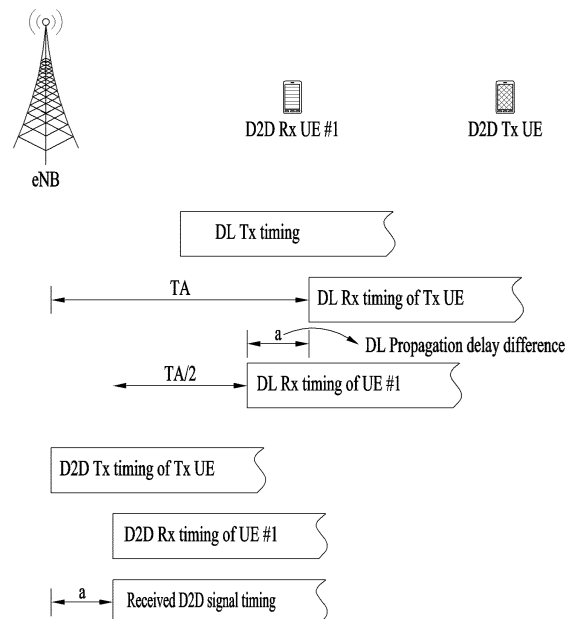 D2D Rx UE #1
D2D Tx UE
eNB
DL Tx timing
TA
DL Rx timing of Tx UE
a
DL Propagation delay difference
TA/2
DL Rx timing of UE #1
D2D Tx timing of Tx UE
D2D Rx timing of UE #1
a
Received D2D signal timing